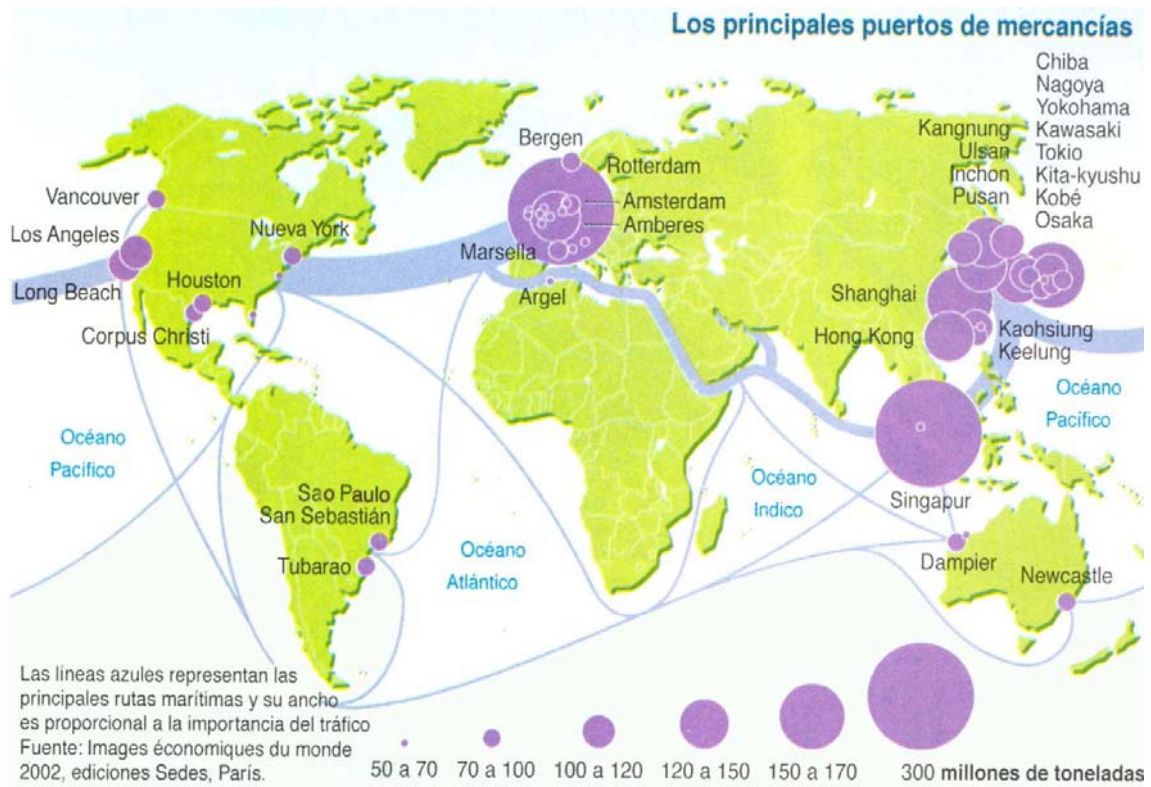 Los principales puertos de mercancías
Chiba
Nagoya
Yokohama
Kangnung
Kawasaki
Ulsan
Tokio
Inchon
Kita-kyushu
Pusan
Kobé
Osaka
Bergen
Rotterdam
Amsterdam
Amberes
Marsella
Argel
Vancouver
Los Angeles
Nueva York
Long Beach
Houston
Corpus Christi
Shanghai
Hong Kong
Kaohsiung
Keelung
Océano
Pacífico
Océano
Pacífico
Océano
Indico
Singapur
Sao Paulo
San Sebastián
Tubarao
Océano
Atlántico
Dampier
Newcastle
Las líneas azules representan las
principales rutas marítimas y su ancho
es proporcional a la importancia del tráfico
Fuente: Images économiques du monde
2002, ediciones Sedes, París.
50 a 70
70 a 100
100 a 120
120 a 150
150 a 170
300 millones de toneladas